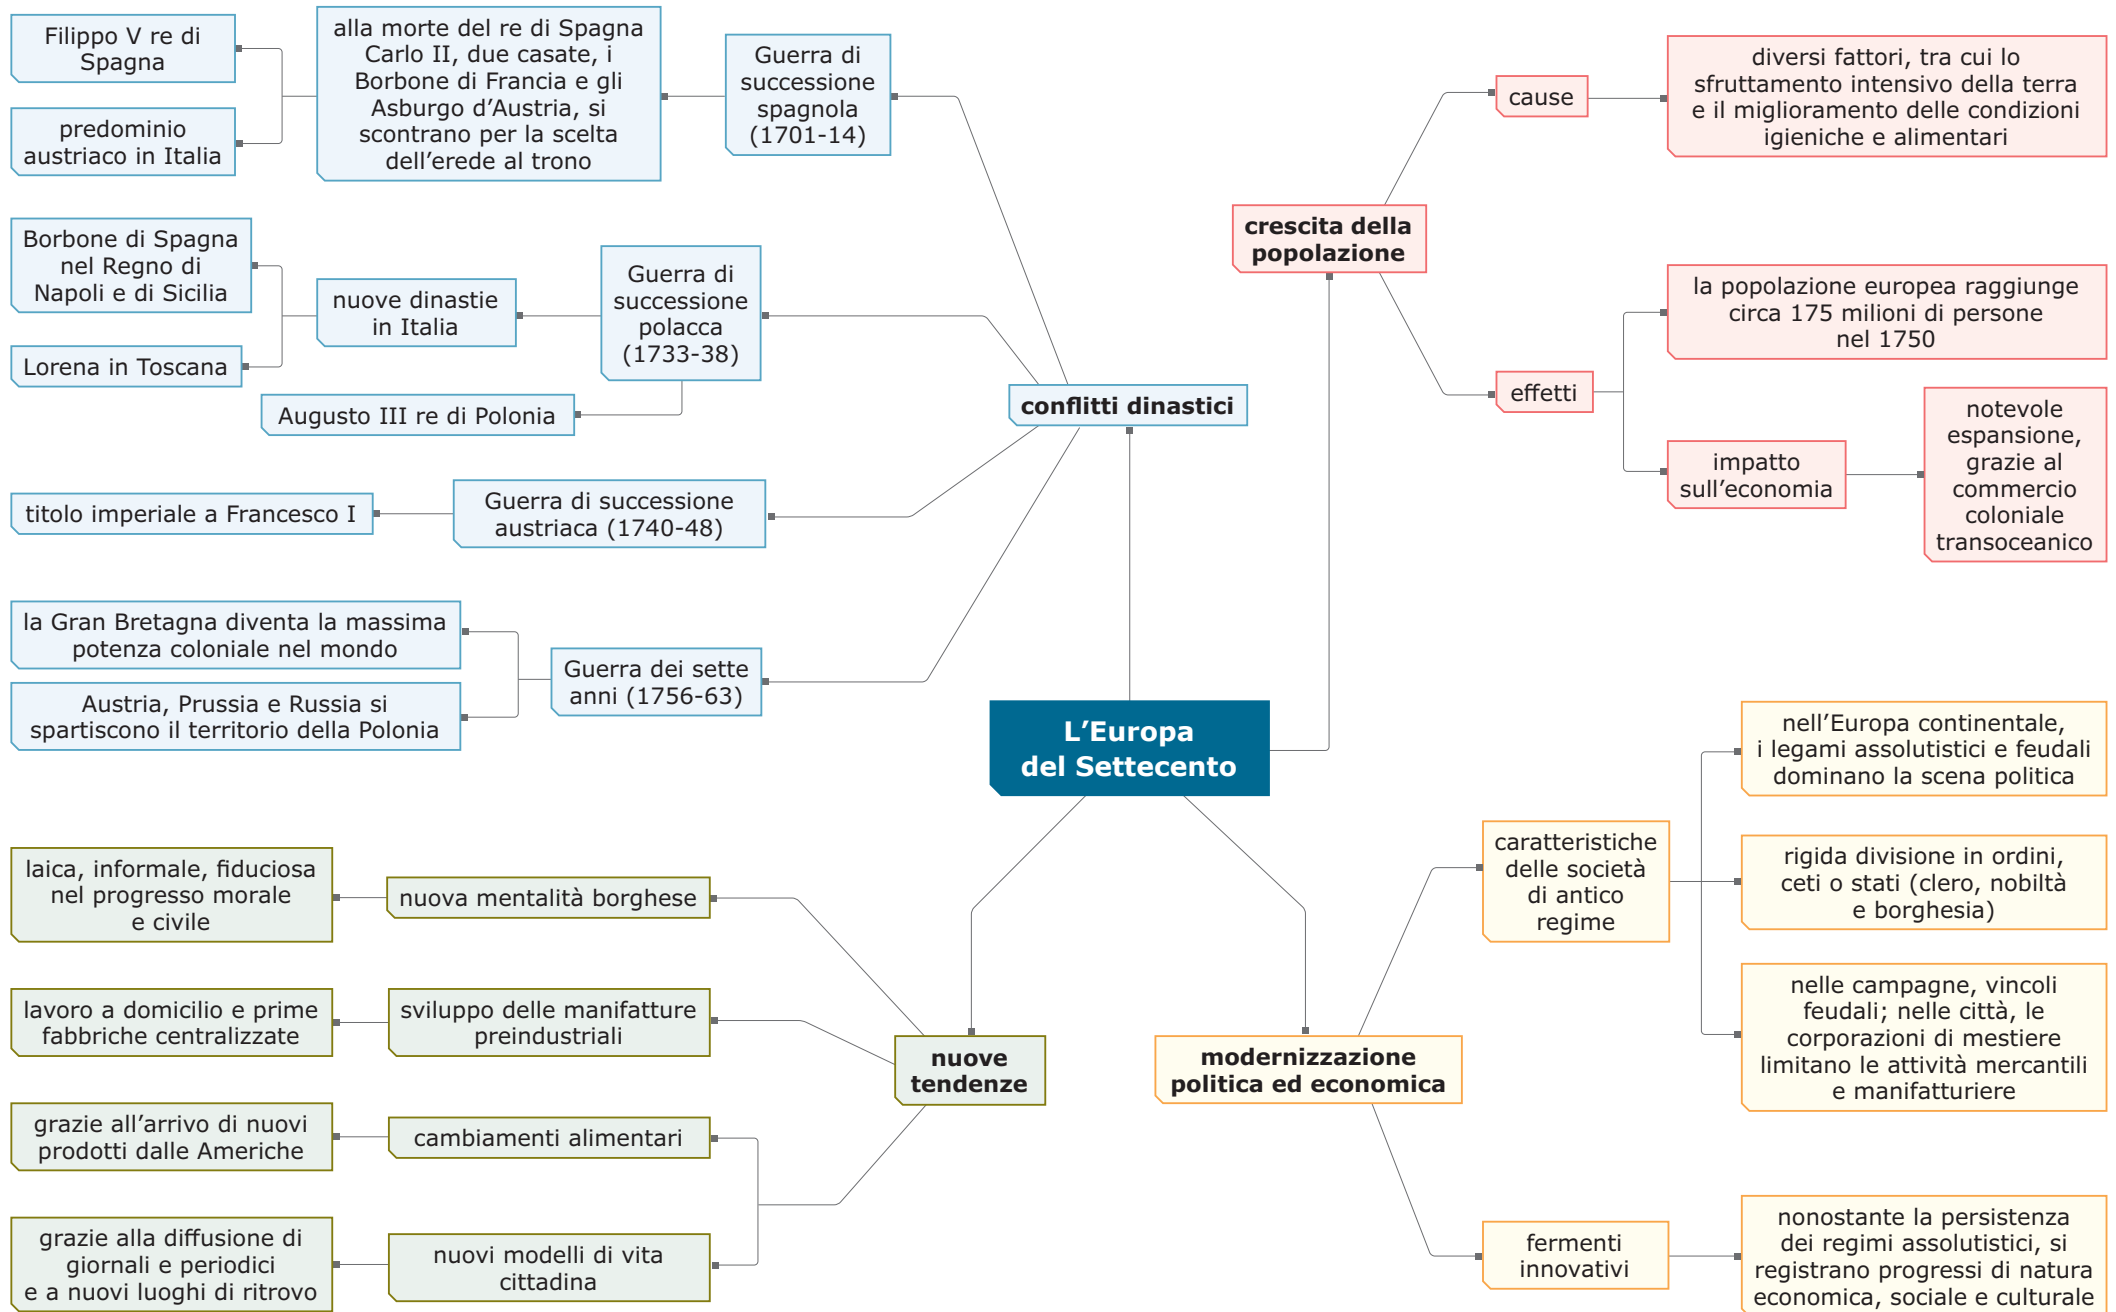 Filippo V re di
Spagna
predominio
austriaco in Italia
alla morte del re di Spagna
Carlo II, due casate, i
Borbone di Francia e gli
Asburgo d’Austria, si
scontrano per la scelta
dell’erede al trono
Guerra di
successione
spagnola
(1701-14)
Borbone di Spagna
nel Regno di
Napoli e di Sicilia
Lorena in Toscana
nuove dinastie
in Italia
Guerra di
successione
polacca
(1733-38)
Augusto III re di Polonia
conflitti dinastici
titolo imperiale a Francesco I
Guerra di successione
austriaca (1740-48)
la Gran Bretagna diventa la massima
potenza coloniale nel mondo
Austria, Prussia e Russia si
spartiscono il territorio della Polonia
Guerra dei sette
anni (1756-63)
crescita della
popolazione
cause
diversi fattori, tra cui lo
sfruttamento intensivo della terra
e il miglioramento delle condizioni
igieniche e alimentari
effetti
la popolazione europea raggiunge
circa 175 milioni di persone
nel 1750
impatto
sull’economia
notevole
espansione,
grazie al
commercio
coloniale
transoceanico
L’Europa
del Settecento
laica, informale, fiduciosa
nel progresso morale
e civile
nuova mentalità borghese
lavoro a domicilio e prime
fabbriche centralizzate
sviluppo delle manifatture
preindustriali
nuove
tendenze
grazie all’arrivo di nuovi
prodotti dalle Americhe
cambiamenti alimentari
grazie alla diffusione di
giornali e periodici
e a nuovi luoghi di ritrovo
nuovi modelli di vita
cittadina
modernizzazione
politica ed economica
caratteristiche
delle società
di antico
regime
nell’Europa continentale,
i legami assolutistici e feudali
dominano la scena politica
rigida divisione in ordini,
ceti o stati (clero, nobiltà
e borghesia)
nelle campagne, vincoli
feudali; nelle città, le
corporazioni di mestiere
limitano le attività mercantili
e manifatturiere
fermenti
innovativi
nonostante la persistenza
dei regimi assolutistici, si
registrano progressi di natura
economica, sociale e culturale